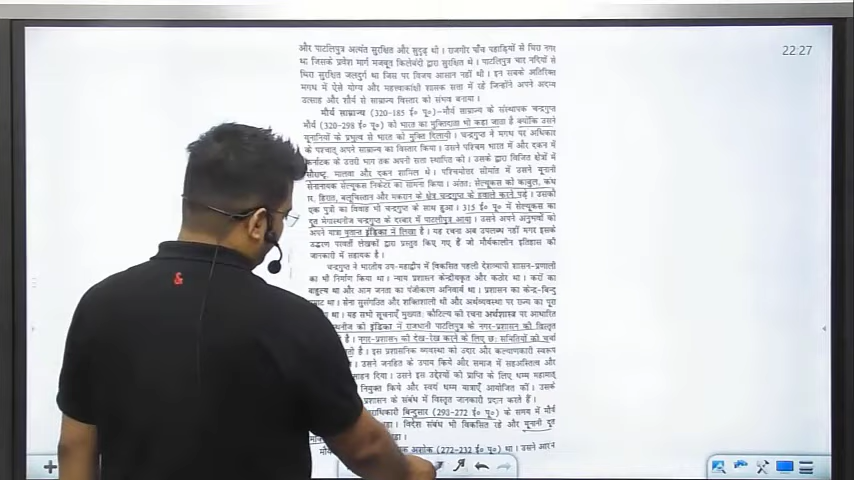 22:27
और पाटलिपुत्र अत्यंत सुरक्षित और सुदृढ़ थी। राजगीर पाँच पहाड़ियों से घिरा नगर
था जिसके प्रवेश मार्ग मजबूत किलेबंदी द्वारा सुरक्षित थे। पाटलिपुत्र चार नदियों से
घिरा सुरक्षित जलदुर्ग था जिस पर विजय आसान नहीं थी। इन सबके अतिरिक्त
मगध में ऐसे योग्य और महत्त्वाकांक्षी शासक सत्ता में रहे जिन्होंने अपने अदम्य
उत्साह और शौर्य से साम्राज्य विस्तार को संभव बनाया।
मौर्य साम्राज्य (320-185 ई० पू०)-मौर्य साम्राज्य के संस्थापक चन्द्रगुप्त
मौर्य (320-298 ई० पू०) को भारत का मुक्तिदाता भी कहा जाता है क्योंकि उसने
यूनानियों के प्रभुत्व से भारत को मुक्ति दिलायी। चन्द्रगुप्त ने मगध पर अधिकार
के पश्चात् अपने साम्राज्य का विस्तार किया। उसने पश्चिम में भारत और दकन में
कर्नाटक के उत्तरी भाग तक अपनी सत्ता स्थापित की। उसके द्वारा विजित क्षेत्रों में
सौराष्ट्र, मालवा और दकन शामिल थे। पश्चिमोत्तर सीमांत में उसने यूनानी
सेनानायक सेल्यूकस निकेटर का सामना किया। अंततः सेल्यूकस को काबुल, कंध
ार, हिरात, बलूचिस्तान और मकरान के क्षेत्र चन्द्रगुप्त के हवाले करने पड़े। उसकी
एक पुत्री का विवाह भी चन्द्रगुप्त के साथ हुआ। 315 ई० पू० में सेल्यूकस का
दूत मेगास्थनीज चन्द्रगुप्त के दरबार में पाटलीपुत्र आया। उसने अपने अनुभवों को
अपने यात्रा वृतान्त इंडिका में लिखा है। यह रचना अब उपलब्ध नहीं मगर इसके
उद्धरण परवर्ती लेखकों द्वारा प्रस्तुत किए गए हैं जो मौर्यकालीन इतिहास की
जानकारी में सहायक है।
चन्द्रगुप्त ने भारतीय उप-महाद्वीप में विकसित पहली देशव्यापी शासन-प्रणाली
का भी निर्माण किया था। न्याय प्रशासन केन्द्रीयकृत और कठोर था। करों का
बाहुल्य था और आम जनता का पंजीकरण अनिवार्य था। प्रशासन का केन्द्र-बिन्दु
था। सेना सुसंगठित और शक्तिशाली थी और अर्थव्यवस्था पर राज्य का पूरा
था। यह सभी सूचनाएँ मुख्यतः कौटिल्य की रचना अर्थशास्त्र पर आधारित
की इंडिका में राजधानी पाटलिपुत्र के नगर-प्रशासन की विस्तृत
है। नगर-प्रशासन की देख-रेख करने के लिए छः समितियों की चर्चा
है। इस प्रशासनिक व्यवस्था को उदार और कल्याणकारी स्वरूप
। उसने जनहित के उपाय किये और समाज में सहअस्तित्व और
दिया। उसने इस उद्देश्यों की प्राप्ति के लिए धम्म महामात्
नियुक्त किये और स्वयं धम्म यात्राएँ आयोजित कीं। उसके
प्रशासन के संबंध में विस्तृत जानकारी प्रदान करते हैं।
बिन्दुसार (298-272 ई० पू०) के समय में मौर्य
। विदेश संबंध भी विकसित रहे और यूनानी दूत
अशोक (272-232 ई० पू०) था। उसने आरंभ